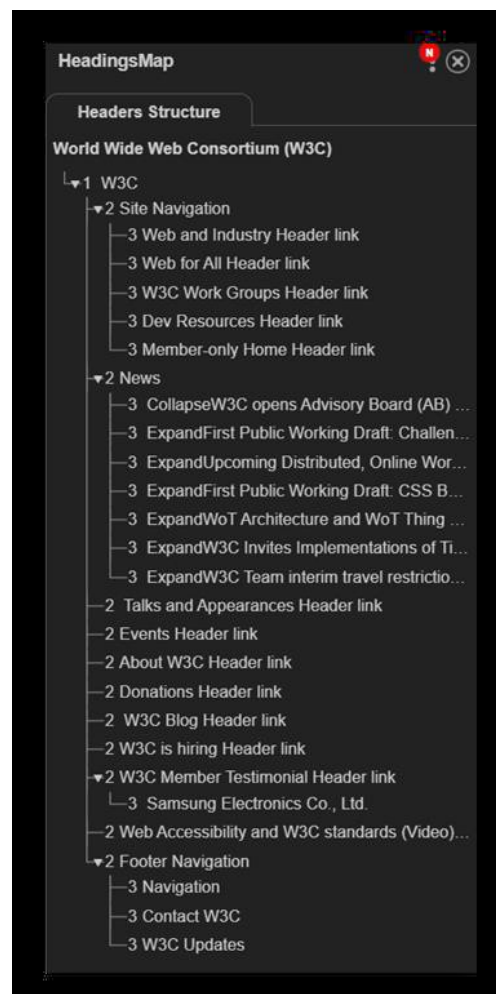 HeadingsMap
N
Headers Structure
World Wide Web Consortium (W3C)
1 W3C
2 Site Navigation
3 Web and Industry Header link
3 Web for All Header link
3 W3C Work Groups Header link
3 Dev Resources Header link
3 Member-only Home Header link
2 News
3 CollapseW3C opens Advisory Board (AB) ...
3 ExpandFirst Public Working Draft: Challen...
3 ExpandUpcoming Distributed, Online Wor...
3 ExpandFirst Public Working Draft: CSS B...
3 ExpandWoT Architecture and WoT Thing ...
3 ExpandW3C Invites Implementations of Ti...
3 ExpandW3C Team interim travel restrictio...
2 Talks and Appearances Header link
2 Events Header link
2 About W3C Header link
2 Donations Header link
2 W3C Blog Header link
2 W3C is hiring Header link
2 W3C Member Testimonial Header link
3 Samsung Electronics Co., Ltd.
2 Web Accessibility and W3C standards (Video)...
2 Footer Navigation
3 Navigation
3 Contact W3C
3 W3C Updates